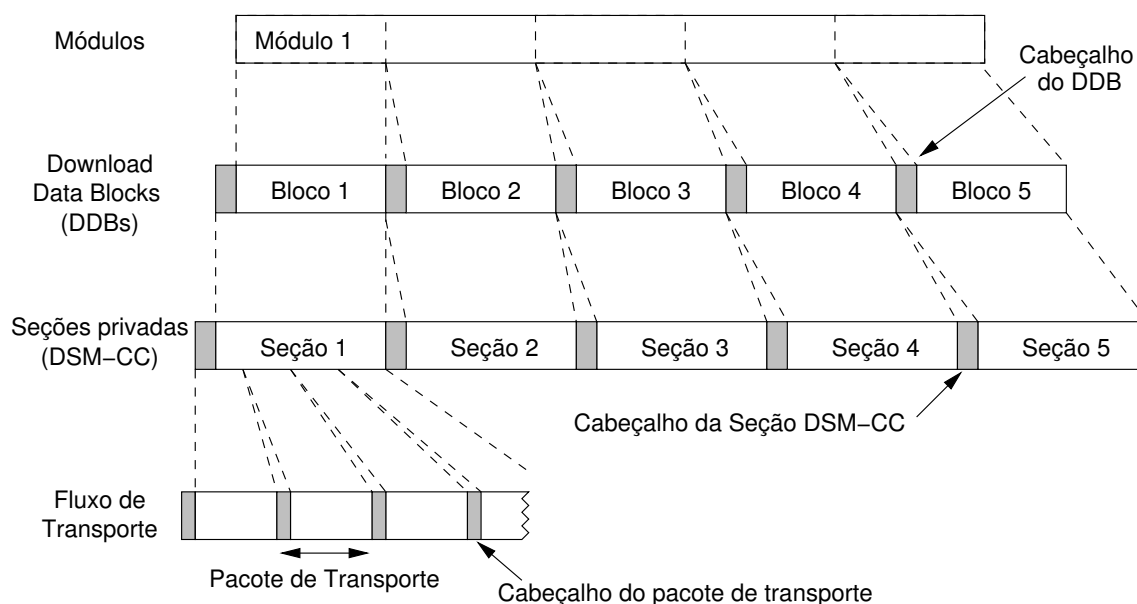 Módulos
Módulo 1
Cabeçalho
do DDB
Download
Data Blocks
(DDBs)
Bloco 1
Bloco 2
Bloco 3
Bloco 4
Bloco 5
Seções privadas
(DSM−CC)
Seção 1
Seção 2
Seção 3
Seção 4
Seção 5
Cabeçalho da Seção DSM−CC
Fluxo de
Transporte
Pacote de Transporte
Cabeçalho do pacote de transporte